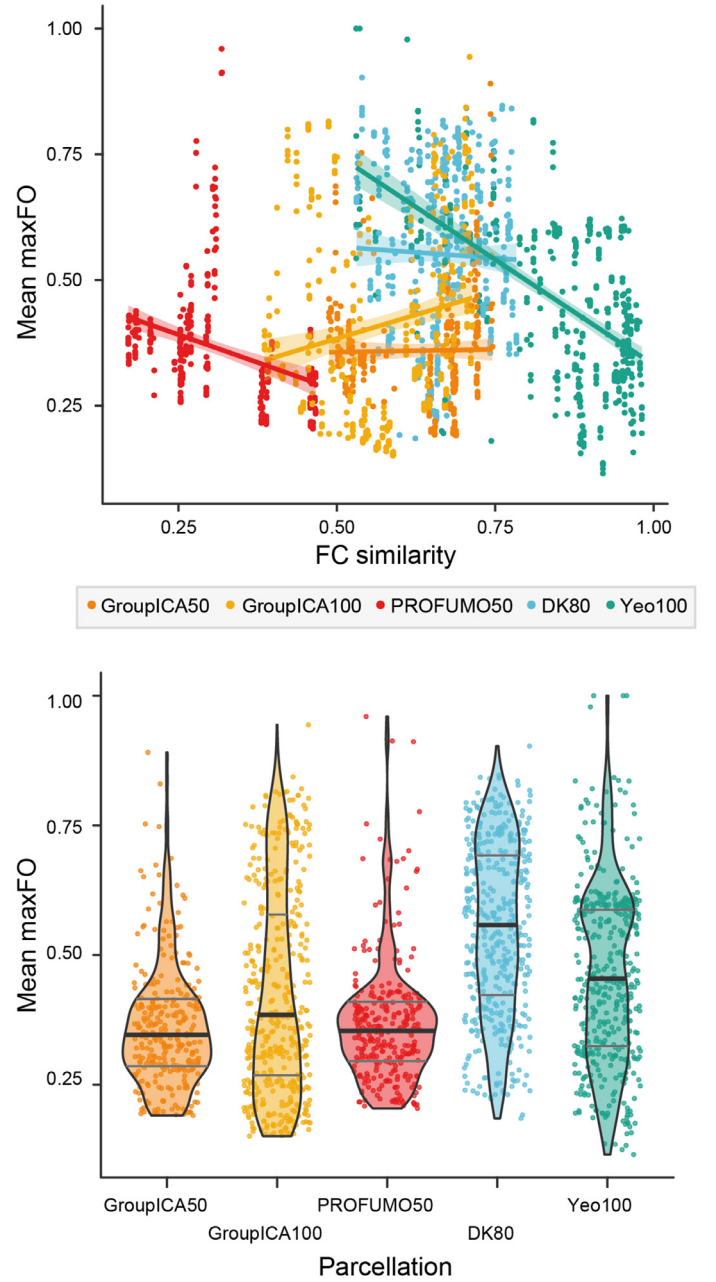 1.00
0.75
0.50
0.25
Mean maxFO
0.25 0.50 0.75 1.00
FC similarity
GroupICA50 GroupICA100 PROFUMO50 DK80 Yeo100
1.00
0.75
0.50
0.25
Mean maxFO
GroupICA50 PROFUMO50 Yeo100
GroupICA100 DK80
Parcellation